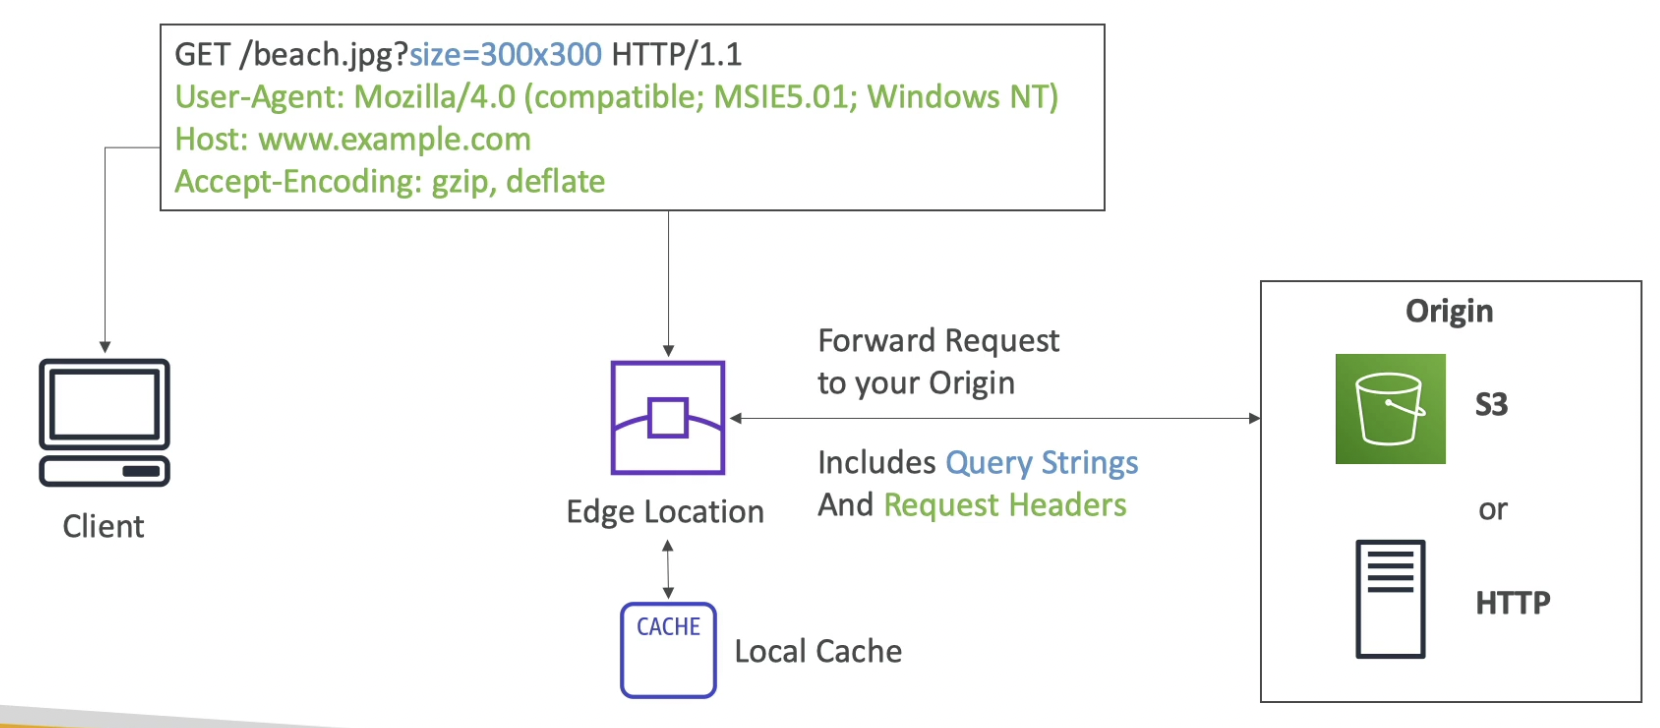 GET /beach.jpg?size=300x300 HTTP/1.1
User-Agent: Mozilla/4.0 (compatible; MSIE5.01; Windows NT)
Host: www.example.com
Accept-Encoding: gzip, deflate
Client
Edge Location
CACHE
Local Cache
Forward Request
to your Origin
Includes Query Strings
And Request Headers
Origin
S3
or
HTTP